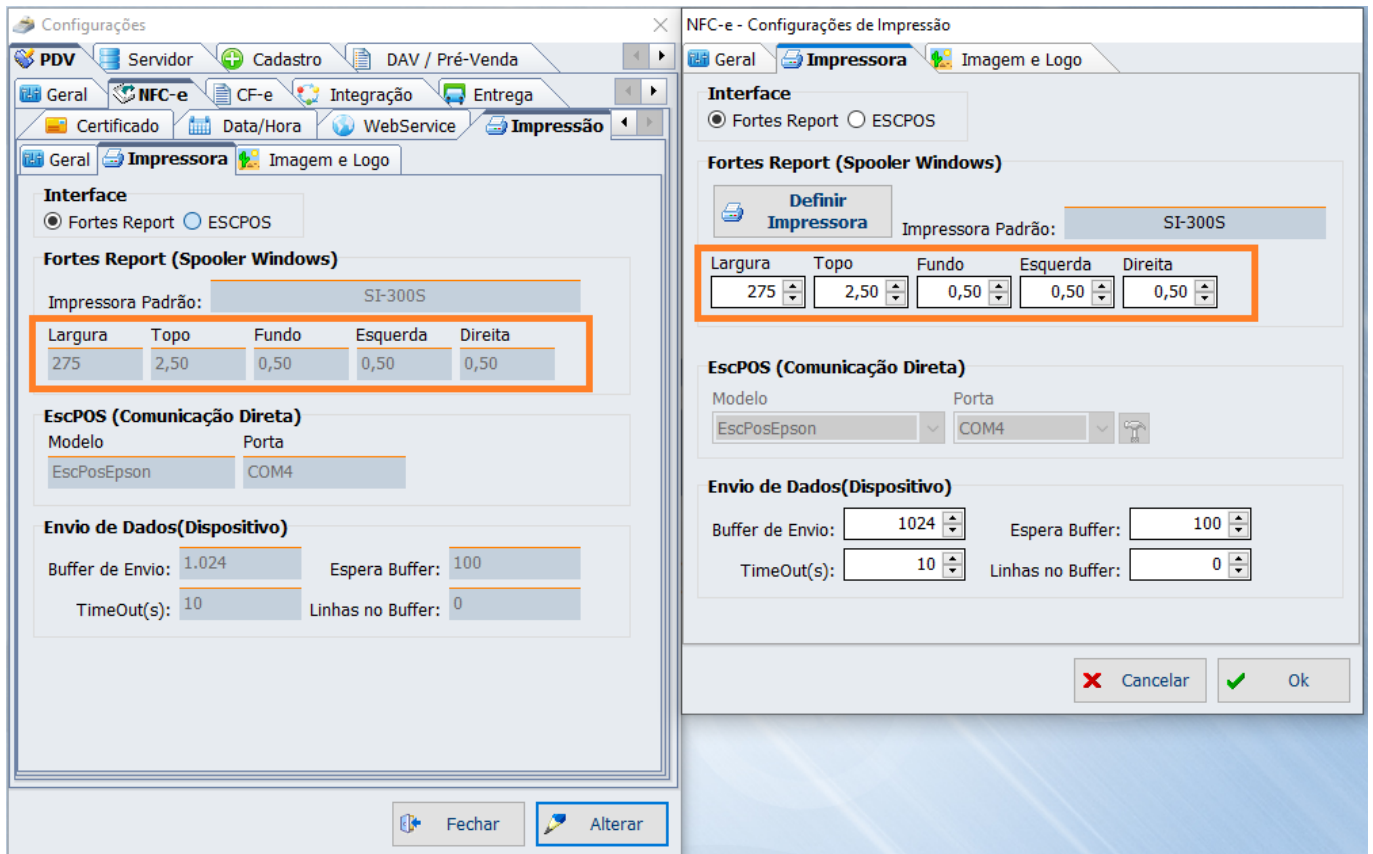 Configurações
PDV Servidor Cadastro DAV / Pré-Venda
Geral NFC-e CF-e Integração Entrega
Certificado Data/Hora WebService Impressão
Geral Impressora Imagem e Logo
Interface
Fortes Report ESCPOS
Fortes Report (Spooler Windows)
Impressora Padrão: SI-300S
Largura Topo Fundo Esquerda Direita
275 2,50 0,50 0,50 0,50
EscPOS (Comunicação Direta)
Modelo Porta
EscPosEpson COM4
Envio de Dados(Dispositivo)
Buffer de Envio: 1.024 Espera Buffer: 100
TimeOut(s): 10 Linhas no Buffer: 0
Fechar Alterar
NFC-e - Configurações de Impressão
Geral Impressora Imagem e Logo
Interface
Fortes Report ESCPOS
Fortes Report (Spooler Windows)
Definir
Impressora Impressora Padrão: SI-300S
Largura Topo Fundo Esquerda Direita
275 2,50 0,50 0,50 0,50
EscPOS (Comunicação Direta)
Modelo Porta
EscPosEpson COM4
Envio de Dados(Dispositivo)
Buffer de Envio: 1024 Espera Buffer: 100
TimeOut(s): 10 Linhas no Buffer: 0
Cancelar Ok